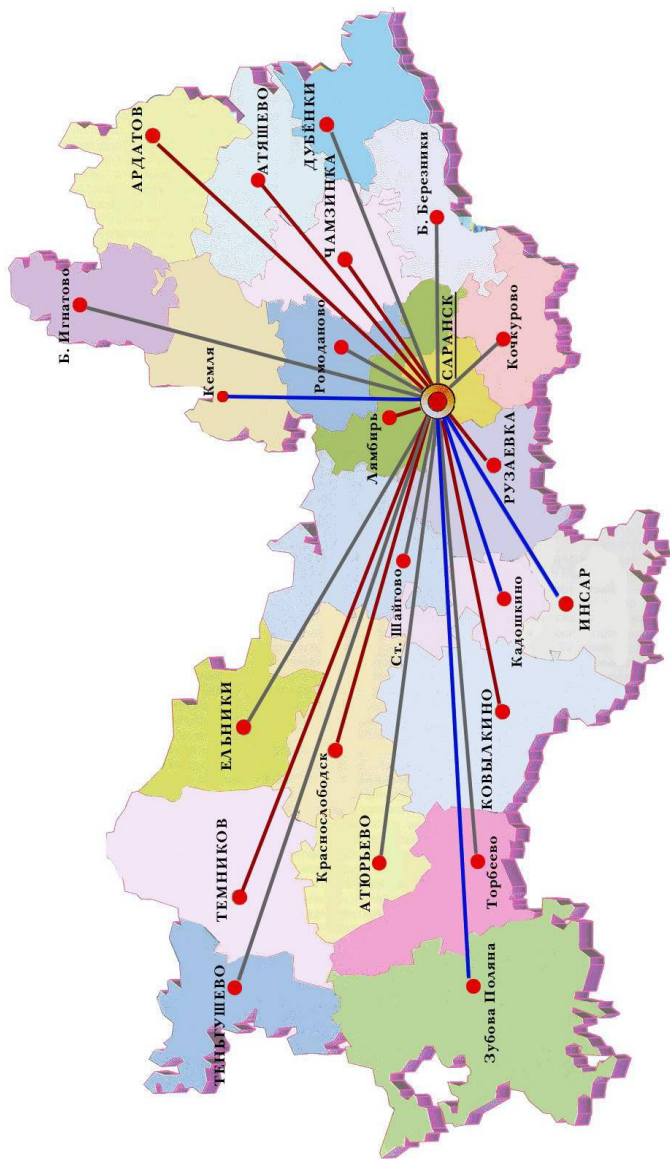 Б. Игнатово
АРДАТОВ
Кемля
ТЕНЬГУШЕВО
ТЕМНИКОВ
ЕЛЬНИКИ
АТЯШЕВО
ДУБЁНКИ
Краснослободск
Ромоданово
ЧАМЗИНКА
АТЮРЬЕВО
Лямбирь
Ст. Шайгово
Б. Березники
САРАНСК
Зубова Поляна
Торбеево
КОВЫЛКИНО
РУЗАЕВКА
Кочкурово
Кадошкино
ИНСАР